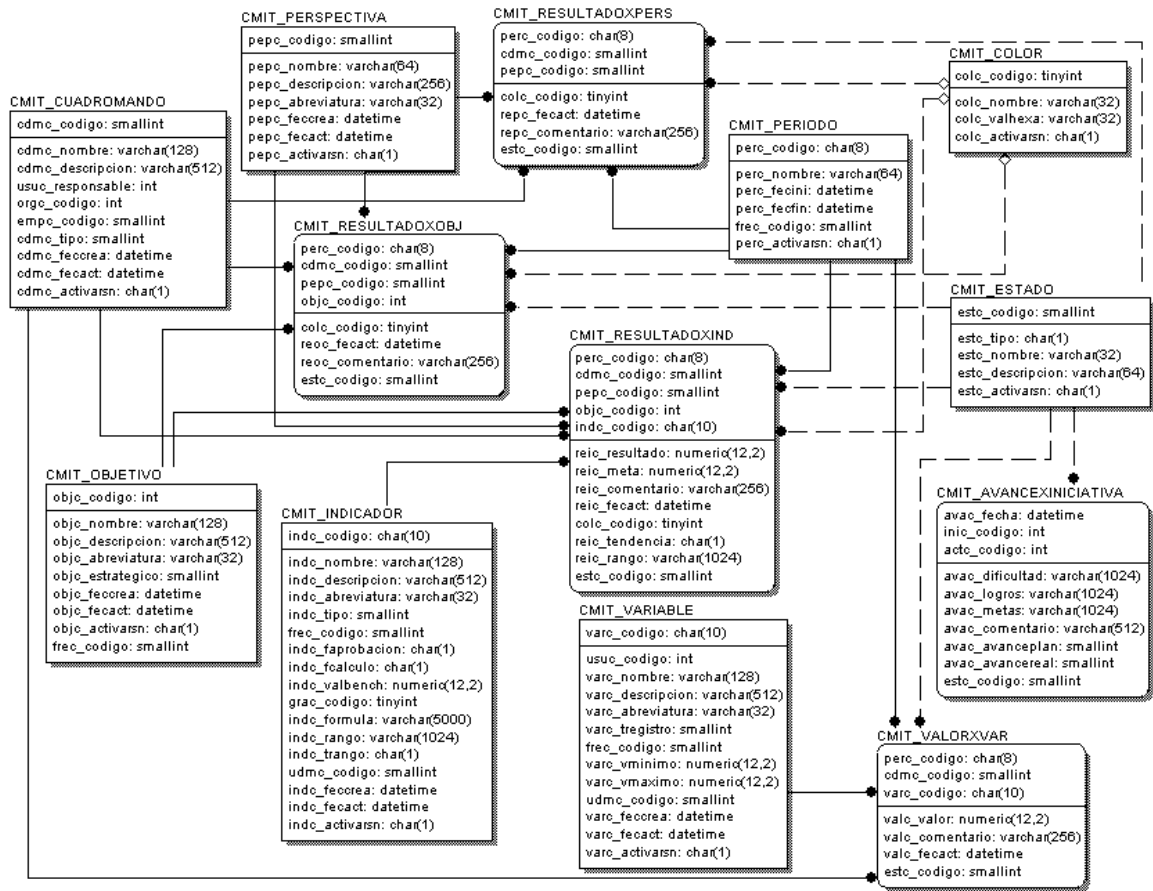 CMIT_PERSPECTIVA
pepc_codigo: smallint
pepc_nombre: varchar(64)
pepc_descripcion: varchar(256)
pepc_abreviatura: varchar(32)
pepc_feccrea: datetime
pepc_fecact: datetime
pepc_activarsn: char(1)
CMIT_RESULTADOXPERS
perc_codigo: char(8)
cdmc_codigo: smallint
pepc_codigo: smallint
colc_codigo: tinyint
repc_fecact: datetime
repc_comentario: varchar(256)
estc_codigo: smallint
CMIT_COLOR
colc_codigo: tinyint
colc_nombre: varchar(32)
colc_valhexa: varchar(32)
colc_activarsn: char(1)
CMIT_CUADROMANDO
cdmc_codigo: smallint
cdmc_nombre: varchar(128)
cdmc_descripcion: varchar(512)
usuc_responsable: int
orgc_codigo: int
empc_codigo: smallint
cdmc_tipo: smallint
cdmc_feccrea: datetime
cdmc_fecact: datetime
cdmc_activarsn: char(1)
CMIT_PERIODO
perc_codigo: char(8)
perc_nombre: varchar(64)
perc_fecini: datetime
perc_fecfin: datetime
frec_codigo: smallint
perc_activarsn: char(1)
CMIT_RESULTADOXOBJ
perc_codigo: char(8)
cdmc_codigo: smallint
pepc_codigo: smallint
objc_codigo: int
colc_codigo: tinyint
reoc_fecact: datetime
reoc_comentario: varchar(256)
estc_codigo: smallint
CMIT_ESTADO
estc_codigo: smallint
estc_tipo: char(1)
estc_nombre: varchar(32)
estc_descripcion: varchar(64)
estc_activarsn: char(1)
CMIT_RESULTADOXIND
perc_codigo: char(8)
cdmc_codigo: smallint
pepc_codigo: smallint
objc_codigo: int
indc_codigo: char(10)
reic_resultado: numeric(12,2)
reic_meta: numeric(12,2)
reic_comentario: varchar(256)
reic_fecact: datetime
colc_codigo: tinyint
reic_tendencia: char(1)
reic_rango: varchar(1024)
estc_codigo: smallint
CMIT_OBJETIVO
objc_codigo: int
objc_nombre: varchar(128)
objc_descripcion: varchar(512)
objc_abreviatura: varchar(32)
objc_estrategico: smallint
objc_feccrea: datetime
objc_fecact: datetime
objc_activarsn: char(1)
frec_codigo: smallint
CMIT_INDICADOR
indc_codigo: char(10)
indc_nombre: varchar(128)
indc_descripcion: varchar(512)
indc_abreviatura: varchar(32)
indc_tipo: smallint
frec_codigo: smallint
indc_faprobacion: char(1)
indc_fcalculo: char(1)
indc_valbench: numeric(12,2)
grac_codigo: tinyint
indc_formula: varchar(5000)
indc_rango: varchar(1024)
indc_trango: char(1)
udmc_codigo: smallint
indc_feccrea: datetime
indc_fecact: datetime
indc_activarsn: char(1)
CMIT_AVANCEXINICIATIVA
avac_fecha: datetime
inic_codigo: int
actc_codigo: int
avac_dificultad: varchar(1024)
avac_logros: varchar(1024)
avac_metas: varchar(1024)
avac_comentario: varchar(512)
avac_avanceplan: smallint
avac_avancereal: smallint
estc_codigo: smallint
CMIT_VARIABLE
varc_codigo: char(10)
usuc_codigo: int
varc_nombre: varchar(128)
varc_descripcion: varchar(512)
varc_abreviatura: varchar(32)
varc_tregistro: smallint
frec_codigo: smallint
varc_vminimo: numeric(12,2)
varc_vmaximo: numeric(12,2)
udmc_codigo: smallint
varc_feccrea: datetime
varc_fecact: datetime
varc_activarsn: char(1)
CMIT_VALORXVAR
perc_codigo: char(8)
cdmc_codigo: smallint
varc_codigo: char(10)
valc_valor: numeric(12,2)
valc_comentario: varchar(256)
valc_fecact: datetime
estc_codigo: smallint